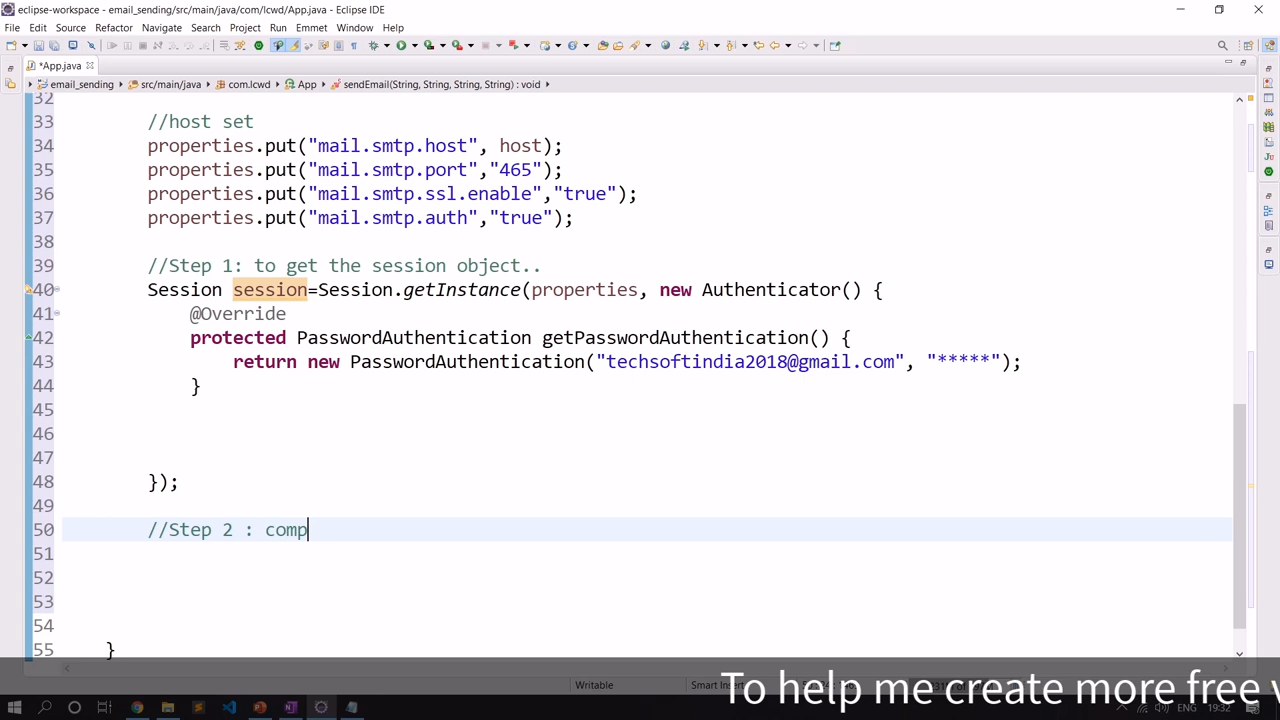 eclipse-workspace - email_sending/src/main/java/com/lcwd/App.java - Eclipse IDE
File Edit Source Refactor Navigate Search Project Run Emmet Window Help
*App.java
email_sending src/main/java com.lcwd App sendEmail(String, String, String, String) : void
32
33 //host set
34 properties.put("mail.smtp.host", host);
35 properties.put("mail.smtp.port","465");
36 properties.put("mail.smtp.ssl.enable","true");
37 properties.put("mail.smtp.auth","true");
38
39 //Step 1: to get the session object..
40 Session session=Session.getInstance(properties, new Authenticator() {
41 @Override
42 protected PasswordAuthentication getPasswordAuthentication() {
43 return new PasswordAuthentication("techsoftindia2018@gmail.com", "*****");
44 }
45
46
47
48 });
49
50 //Step 2 : comp
51
52
53
54
55 }
Writable Smart Insert
To help me create more free v
ENG 19:32